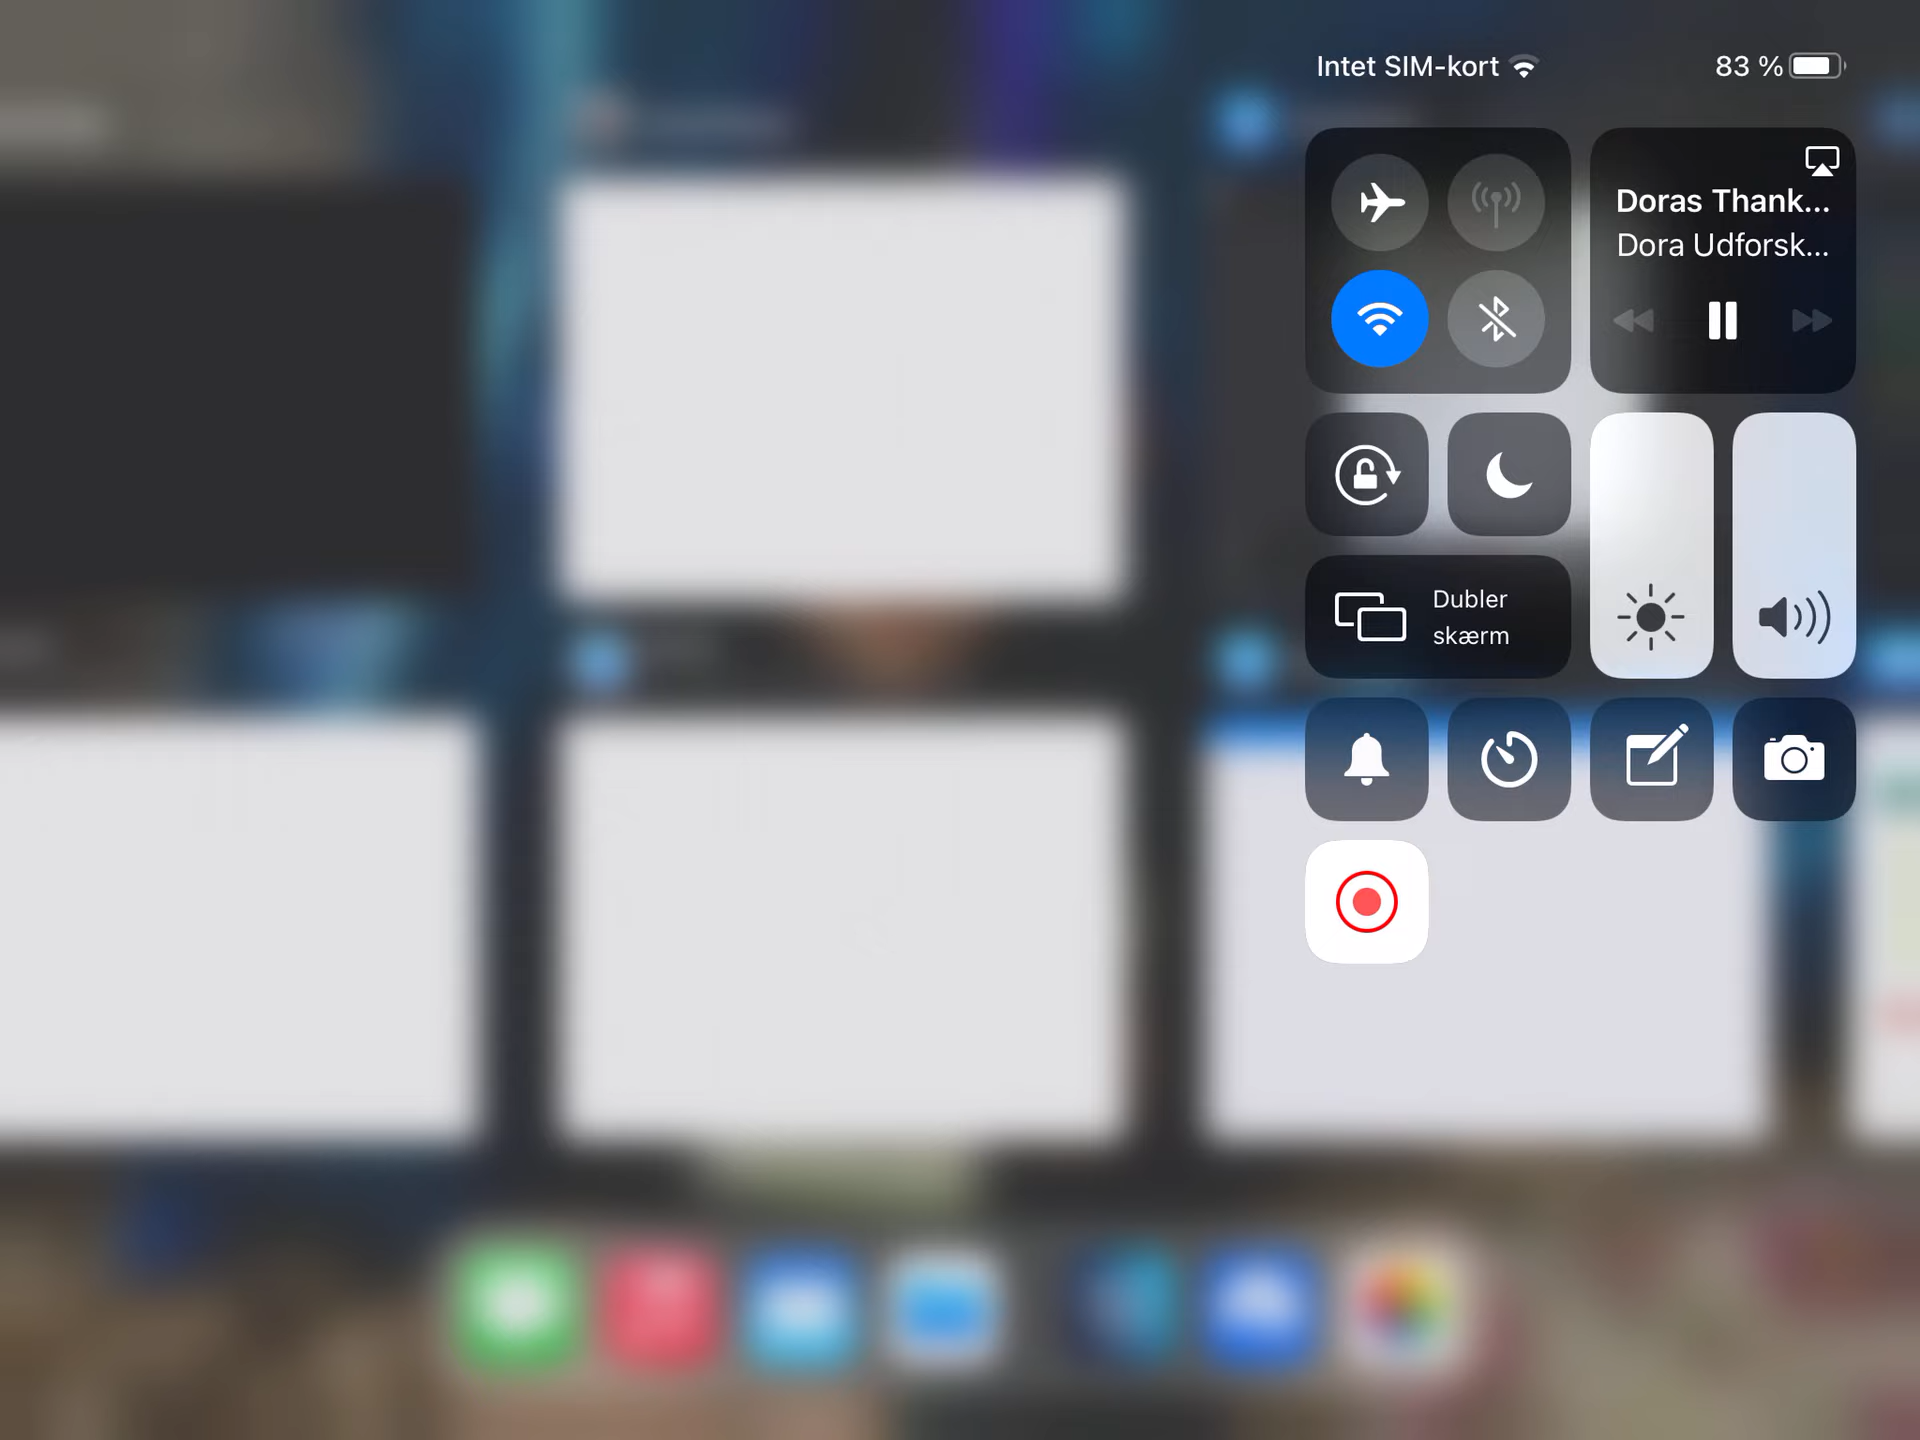 Intet SIM-kort
83 %
Doras Thank...
Dora Udforsk...
Dubler
skærm